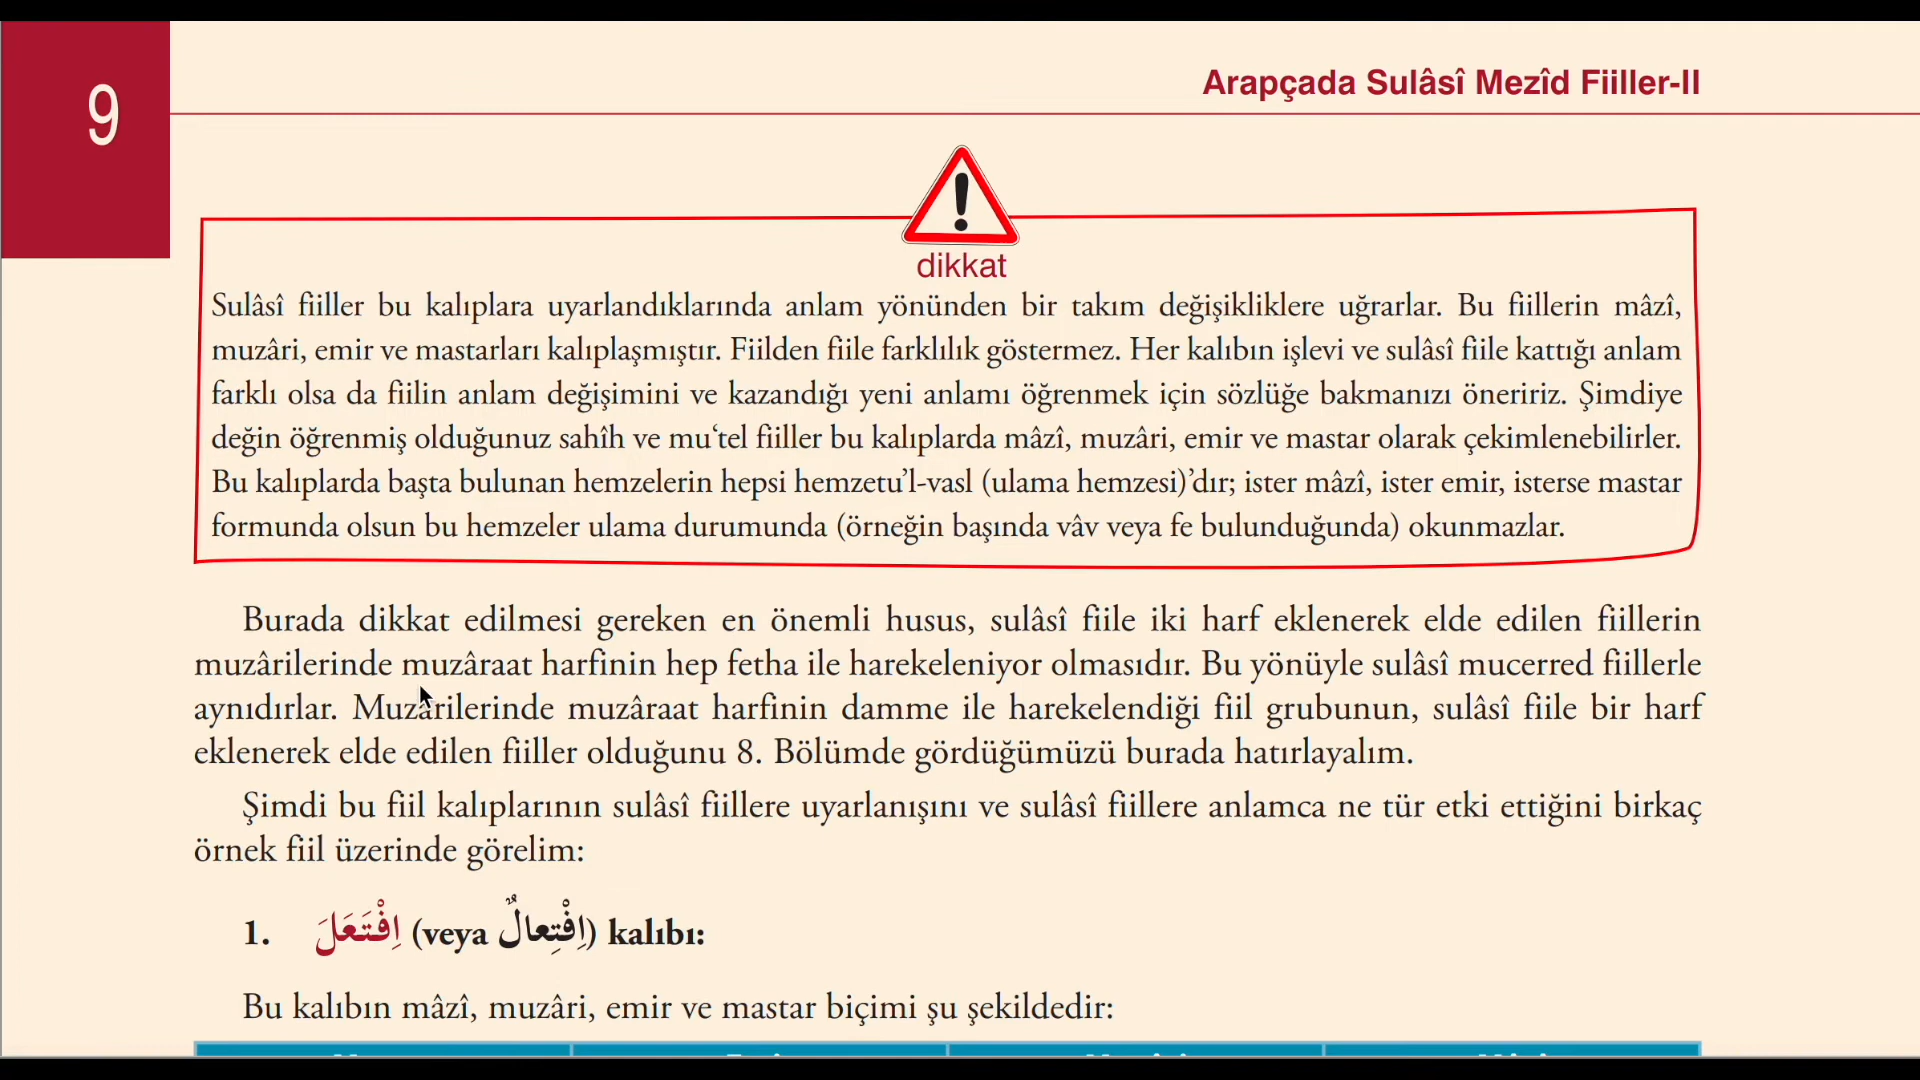 9
Arapçada Sulâsî Mezîd Fiiller-II
!
dikkat
Sulâsî fiiller bu kalıplara uyarlandıklarında anlam yönünden bir takım değişikliklere uğrarlar. Bu fiillerin mâzî,
muzâri, emir ve mastarları kalıplaşmıştır. Fiilden fiile farklılık göstermez. Her kalıbın işlevi ve sulâsî fiile kattığı anlam
farklı olsa da fiilin anlam değişimini ve kazandığı yeni anlamı öğrenmek için sözlüğe bakmanızı öneririz. Şimdiye
değin öğrenmiş olduğunuz sahîh ve mu‘tel fiiller bu kalıplarda mâzî, muzâri, emir ve mastar olarak çekimlenebilirler.
Bu kalıplarda başta bulunan hemzelerin hepsi hemzetu’l-vasl (ulama hemzesi)’dır; ister mâzî, ister emir, isterse mastar
formunda olsun bu hemzeler ulama durumunda (örneğin başında vâv veya fe bulunduğunda) okunmazlar.
Burada dikkat edilmesi gereken en önemli husus, sulâsî fiile iki harf eklenerek elde edilen fiillerin
muzârilerinde muzâraat harfinin hep fetha ile harekeleniyor olmasıdır. Bu yönüyle sulâsî mucerred fiillerle
aynıdırlar. Muzârilerinde muzâraat harfinin damme ile harekelendiği fiil grubunun, sulâsî fiile bir harf
eklenerek elde edilen fiiller olduğunu 8. Bölümde gördüğümüzü burada hatırlayalım.
Şimdi bu fiil kalıplarının sulâsî fiillere uyarlanışını ve sulâsî fiillere anlamca ne tür etki ettiğini birkaç
örnek fiil üzerinde görelim:
1. اِفْتَعَلَ (veya اِفْتِعالٌ) kalıbı:
Bu kalıbın mâzî, muzâri, emir ve mastar biçimi şu şekildedir: